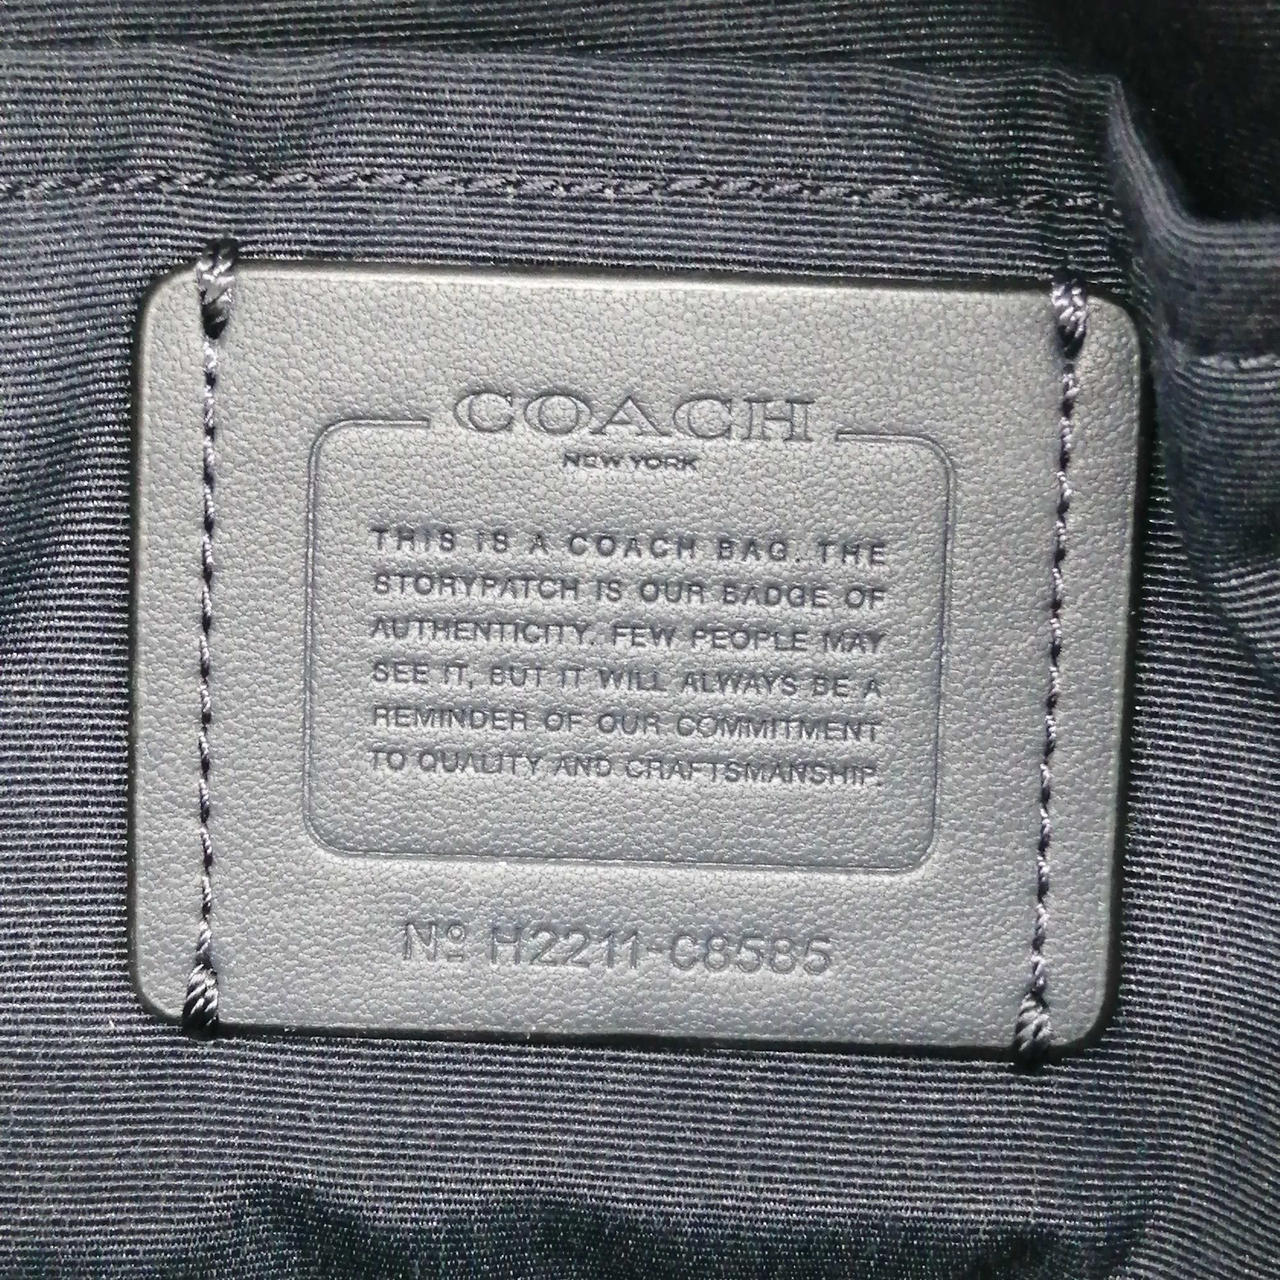 COACH
NEW YORK
THIS IS A COACH BAG. THE
STORYPATCH IS OUR BADGE OF
AUTHENTICITY. FEW PEOPLE MAY
SEE IT, BUT IT WILL ALWAYS BE A
REMINDER OF OUR COMMITMENT
TO QUALITY AND CRAFTSMANSHIP.
Nº H2211-C8585